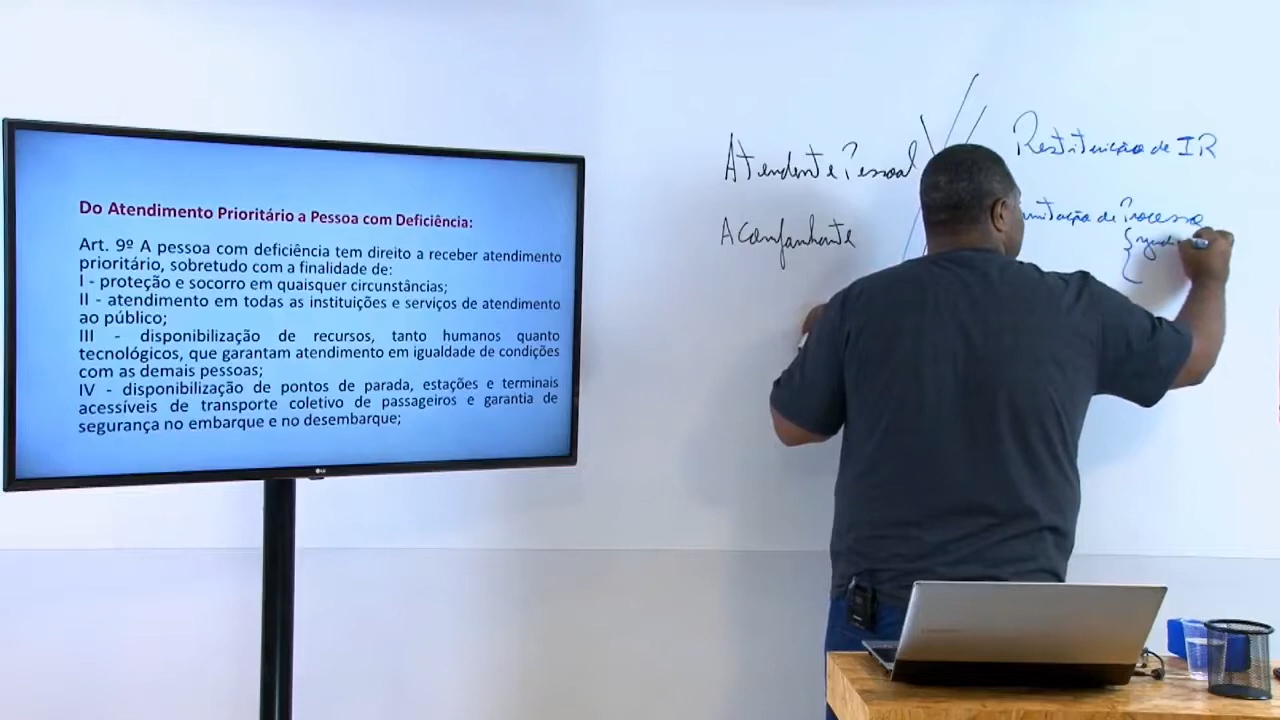 Do Atendimento Prioritário a Pessoa com Deficiência:
Art. 9º A pessoa com deficiência tem direito a receber atendimento
prioritário, sobretudo com a finalidade de:
I - proteção e socorro em quaisquer circunstâncias;
II - atendimento em todas as instituições e serviços de atendimento
ao público;
III - disponibilização de recursos, tanto humanos quanto
tecnológicos, que garantam atendimento em igualdade de condições
com as demais pessoas;
IV - disponibilização de pontos de parada, estações e terminais
acessíveis de transporte coletivo de passageiros e garantia de
segurança no embarque e no desembarque;
LG
Atendente Pessoal
Acompanhante
Restituição de IR
de Processo